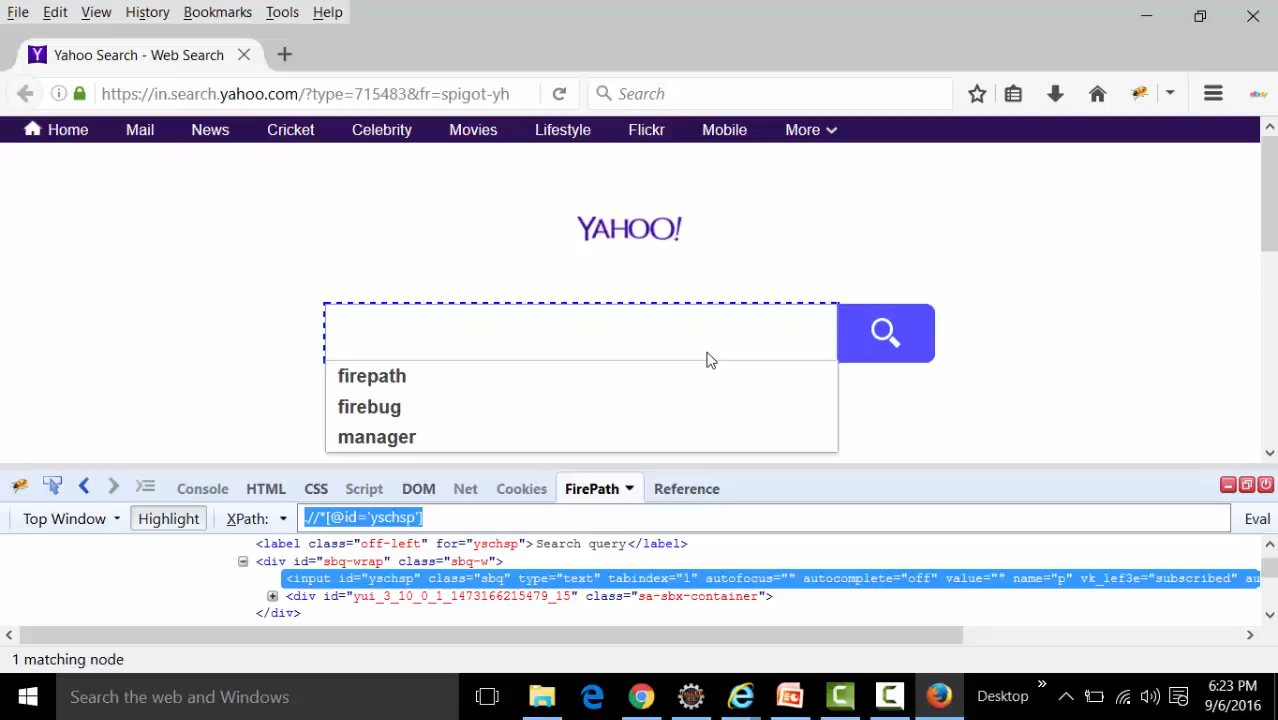 File Edit View History Bookmarks Tools Help
Yahoo Search - Web Search
https://in.search.yahoo.com/?type=715483&fr=spigot-yh
Search
ebay
Home Mail News Cricket Celebrity Movies Lifestyle Flickr Mobile More
YAHOO!
firepath
firebug
manager
Console HTML CSS Script DOM Net Cookies FirePath Reference
Top Window Highlight XPath: .//*[@id='yschsp'] Eval
<label class="off-left" for="yschsp">Search query</label>
<div id="sbq-wrap" class="sbq-w">
<input id="yschsp" class="sbq" type="text" tabindex="1" autofocus="" autocomplete="off" value="" name="p" vk_1ef3e="subscribed" au
<div id="yui_3_10_0_1_1473166215479_15" class="sa-sbx-container">
</div>
1 matching node
Search the web and Windows
Desktop
6:23 PM
9/6/2016